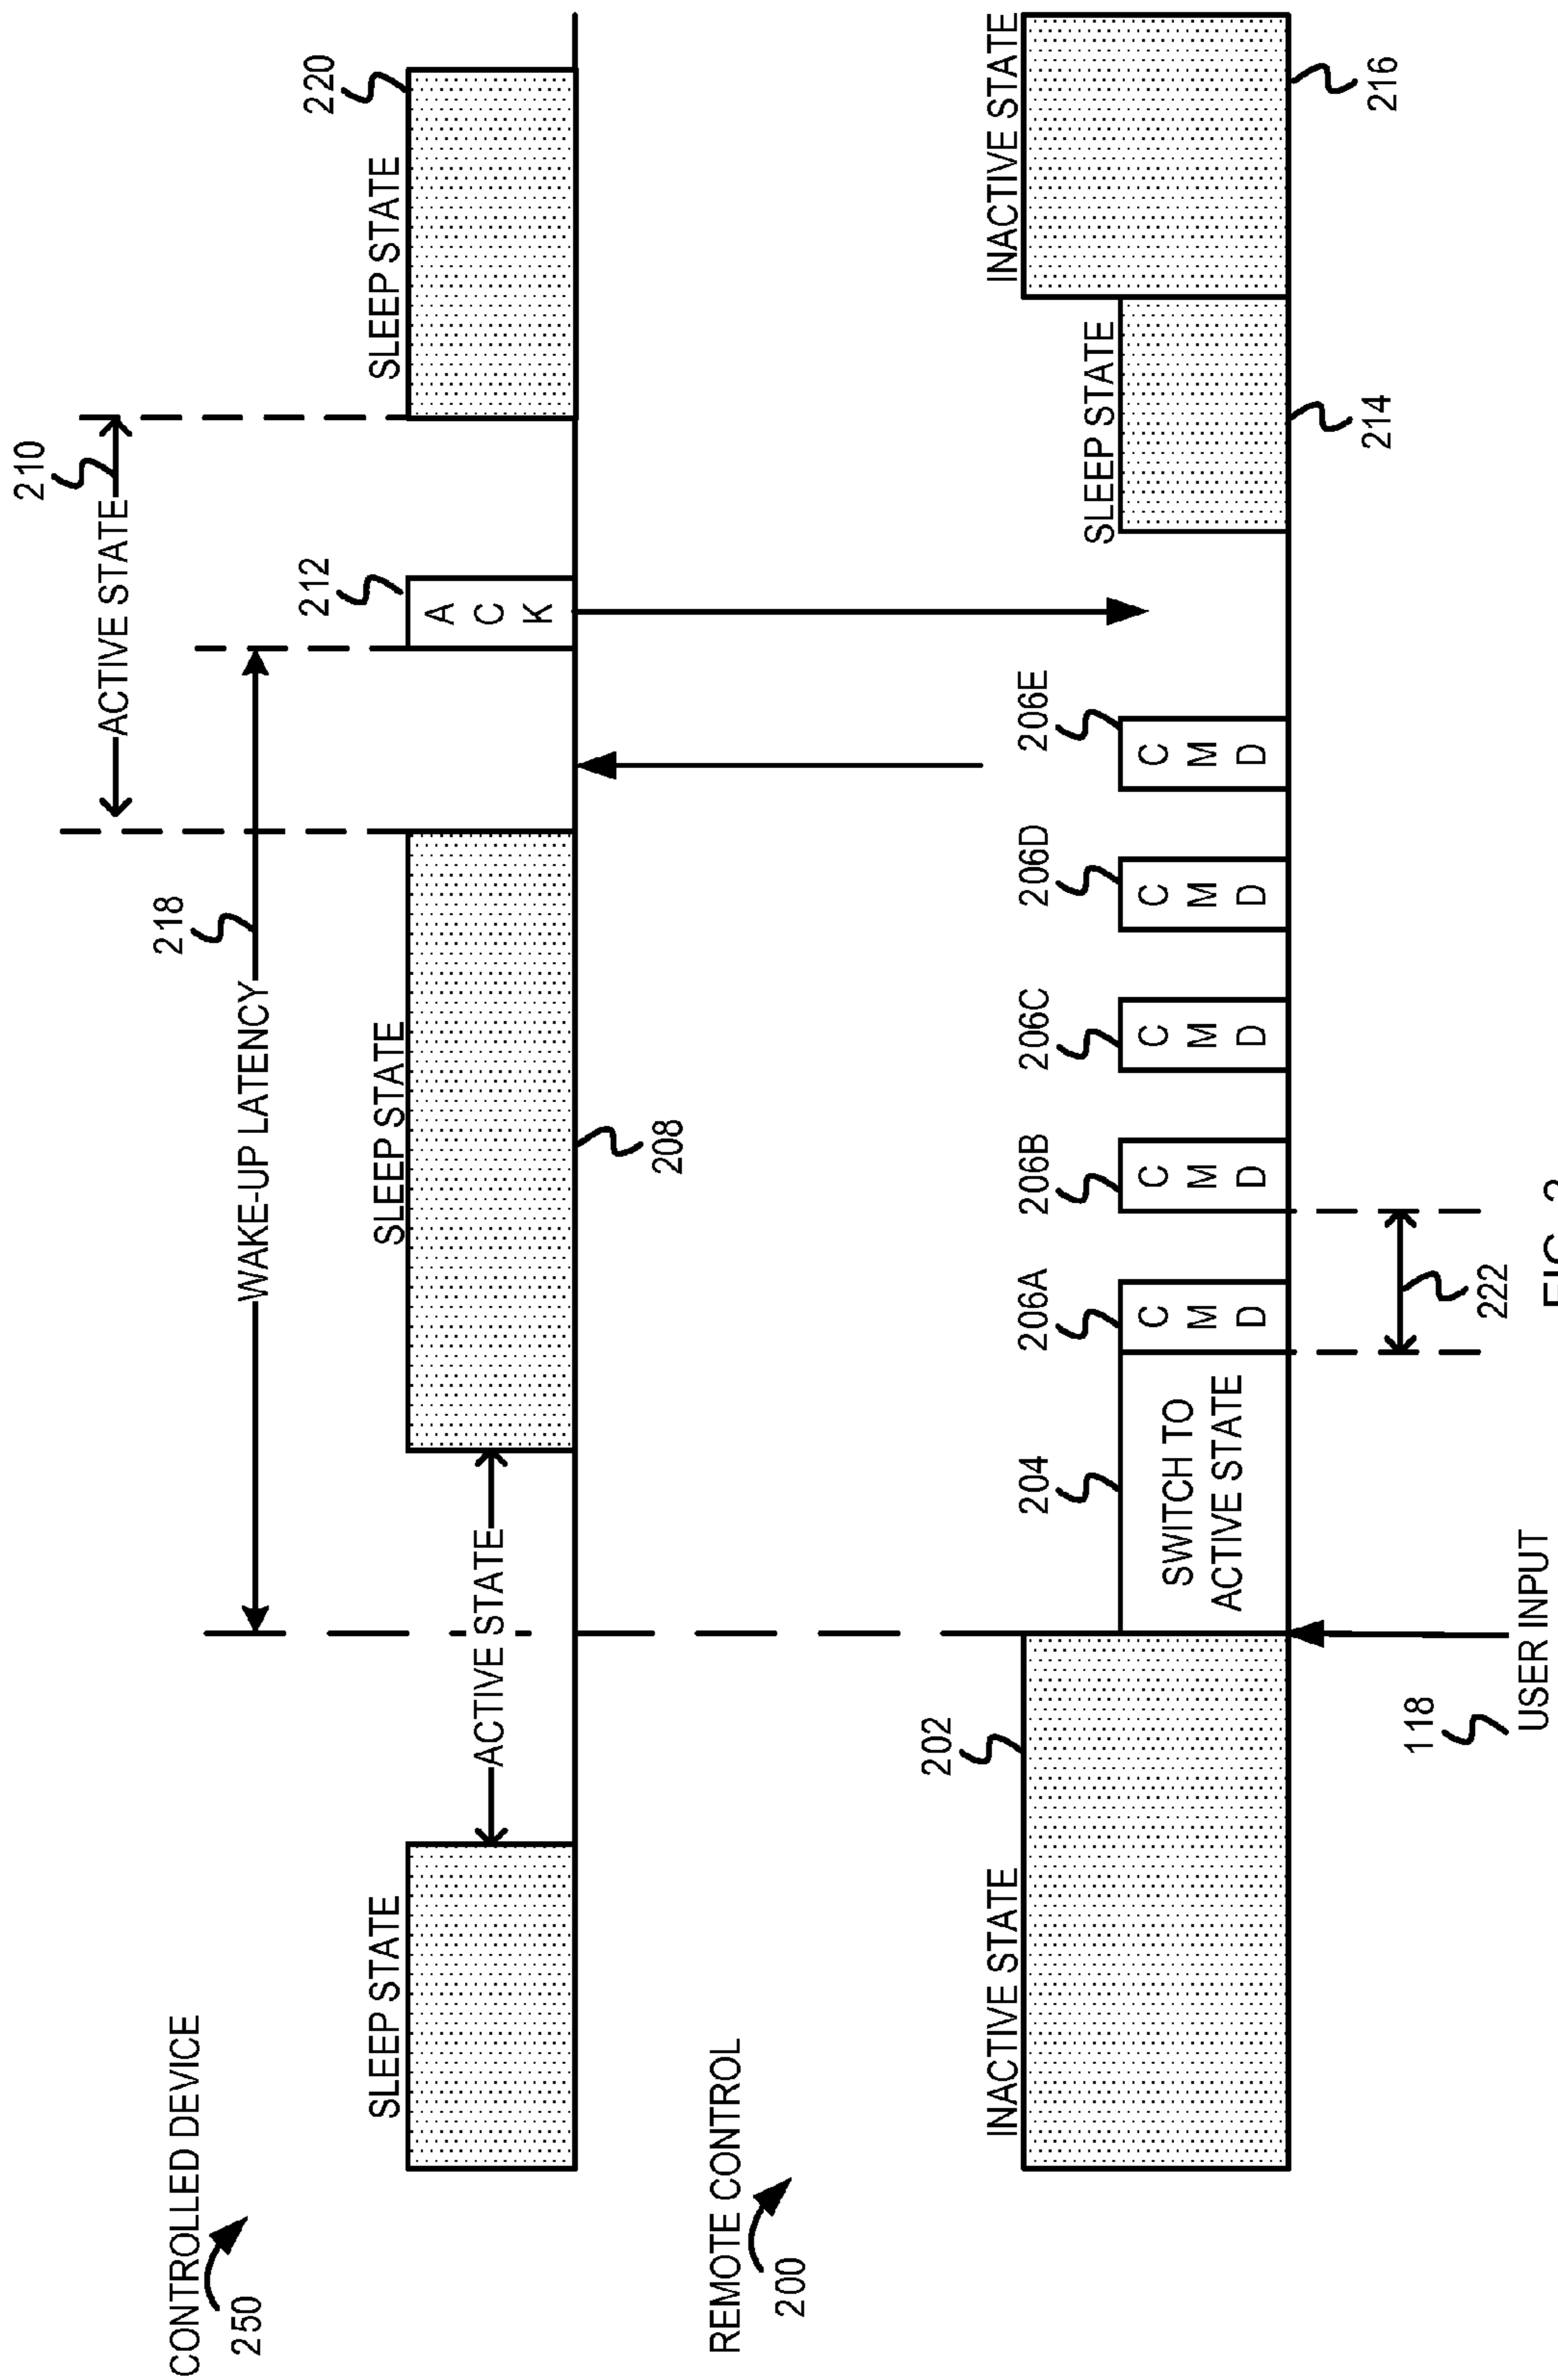 CONTROLLED DEVICE
250
SLEEP STATE
ACTIVE STATE
WAKE-UP LATENCY
218
SLEEP STATE
208
ACTIVE STATE
210
212
A
C
K
SLEEP STATE
220
REMOTE CONTROL
200
INACTIVE STATE
202
118
USER INPUT
204
SWITCH TO
ACTIVE STATE
206A
C
M
D
222
206B
C
M
D
206C
C
M
D
206D
C
M
D
206E
C
M
D
SLEEP STATE
214
INACTIVE STATE
216
FIG. 2